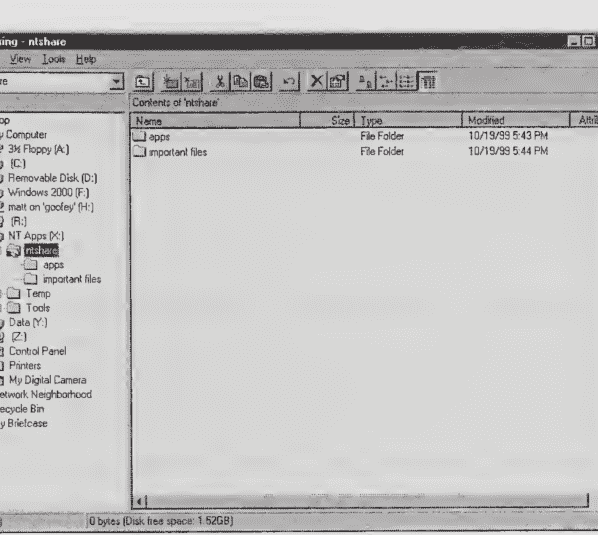 ing - ntshare
View Tools Help
re
Contents of 'ntshare'
Name Size Type Modified Attri
apps File Folder 10/19/99 5:43 PM
important files File Folder 10/19/99 5:44 PM
op
y Computer
3½ Floppy (A:)
(C:)
Removable Disk (D:)
Windows 2000 (F:)
matt on 'goofey' (H:)
(R:)
NT Apps (X:)
ntshare
apps
important files
Temp
Tools
Data (Y:)
(Z:)
Control Panel
Printers
My Digital Camera
etwork Neighborhood
ecycle Bin
y Briefcase
0 bytes (Disk free space: 1.52GB)